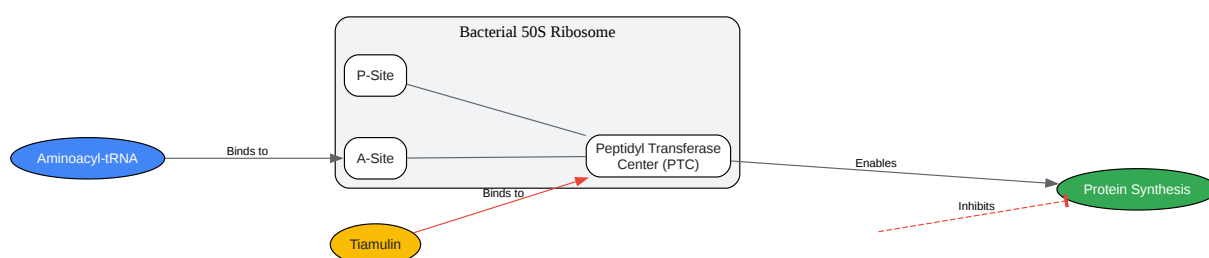 Bacterial 50S Ribosome
P-Site
Aminoacyl-tRNA
Binds to
A-Site
Peptidyl Transferase
Center (PTC)
Enables
Protein Synthesis
Binds to
Inhibits
Tiamulin